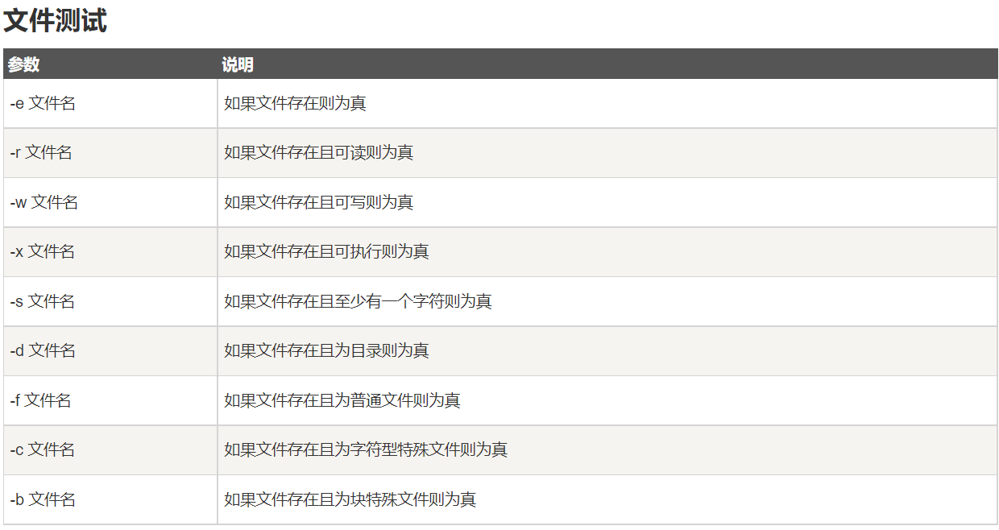 文件测试
参数 说明
-e 文件名 如果文件存在则为真
-r 文件名 如果文件存在且可读则为真
-w 文件名 如果文件存在且可写则为真
-x 文件名 如果文件存在且可执行则为真
-s 文件名 如果文件存在且至少有一个字符则为真
-d 文件名 如果文件存在且为目录则为真
-f 文件名 如果文件存在且为普通文件则为真
-c 文件名 如果文件存在且为字符型特殊文件则为真
-b 文件名 如果文件存在且为块特殊文件则为真